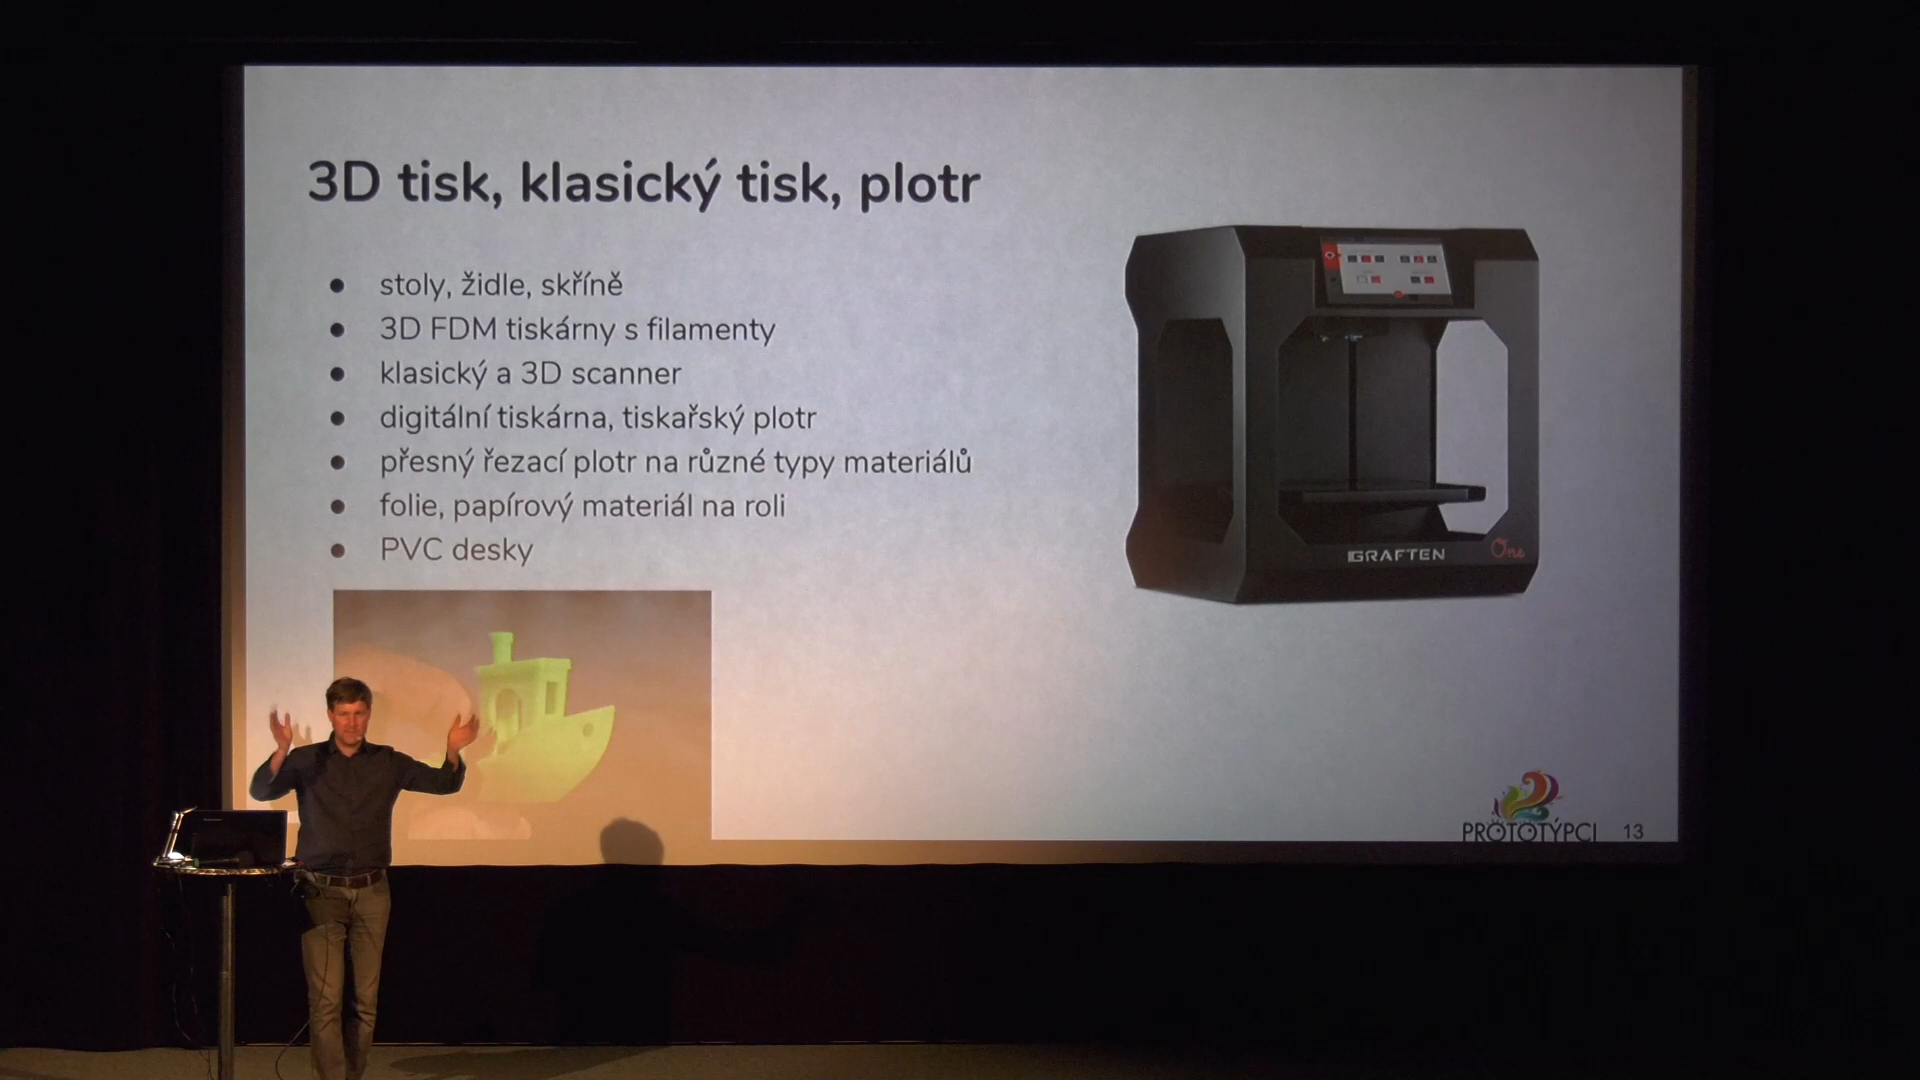 3D tisk, klasický tisk, plotr
● stoly, židle, skříně
● 3D FDM tiskárny s filamenty
● klasický a 3D scanner
● digitální tiskárna, tiskařský plotr
● přesný řezací plotr na různé typy materiálů
● folie, papírový materiál na roli
● PVC desky
GRAFTEN One
PROTOTÝPCI 13